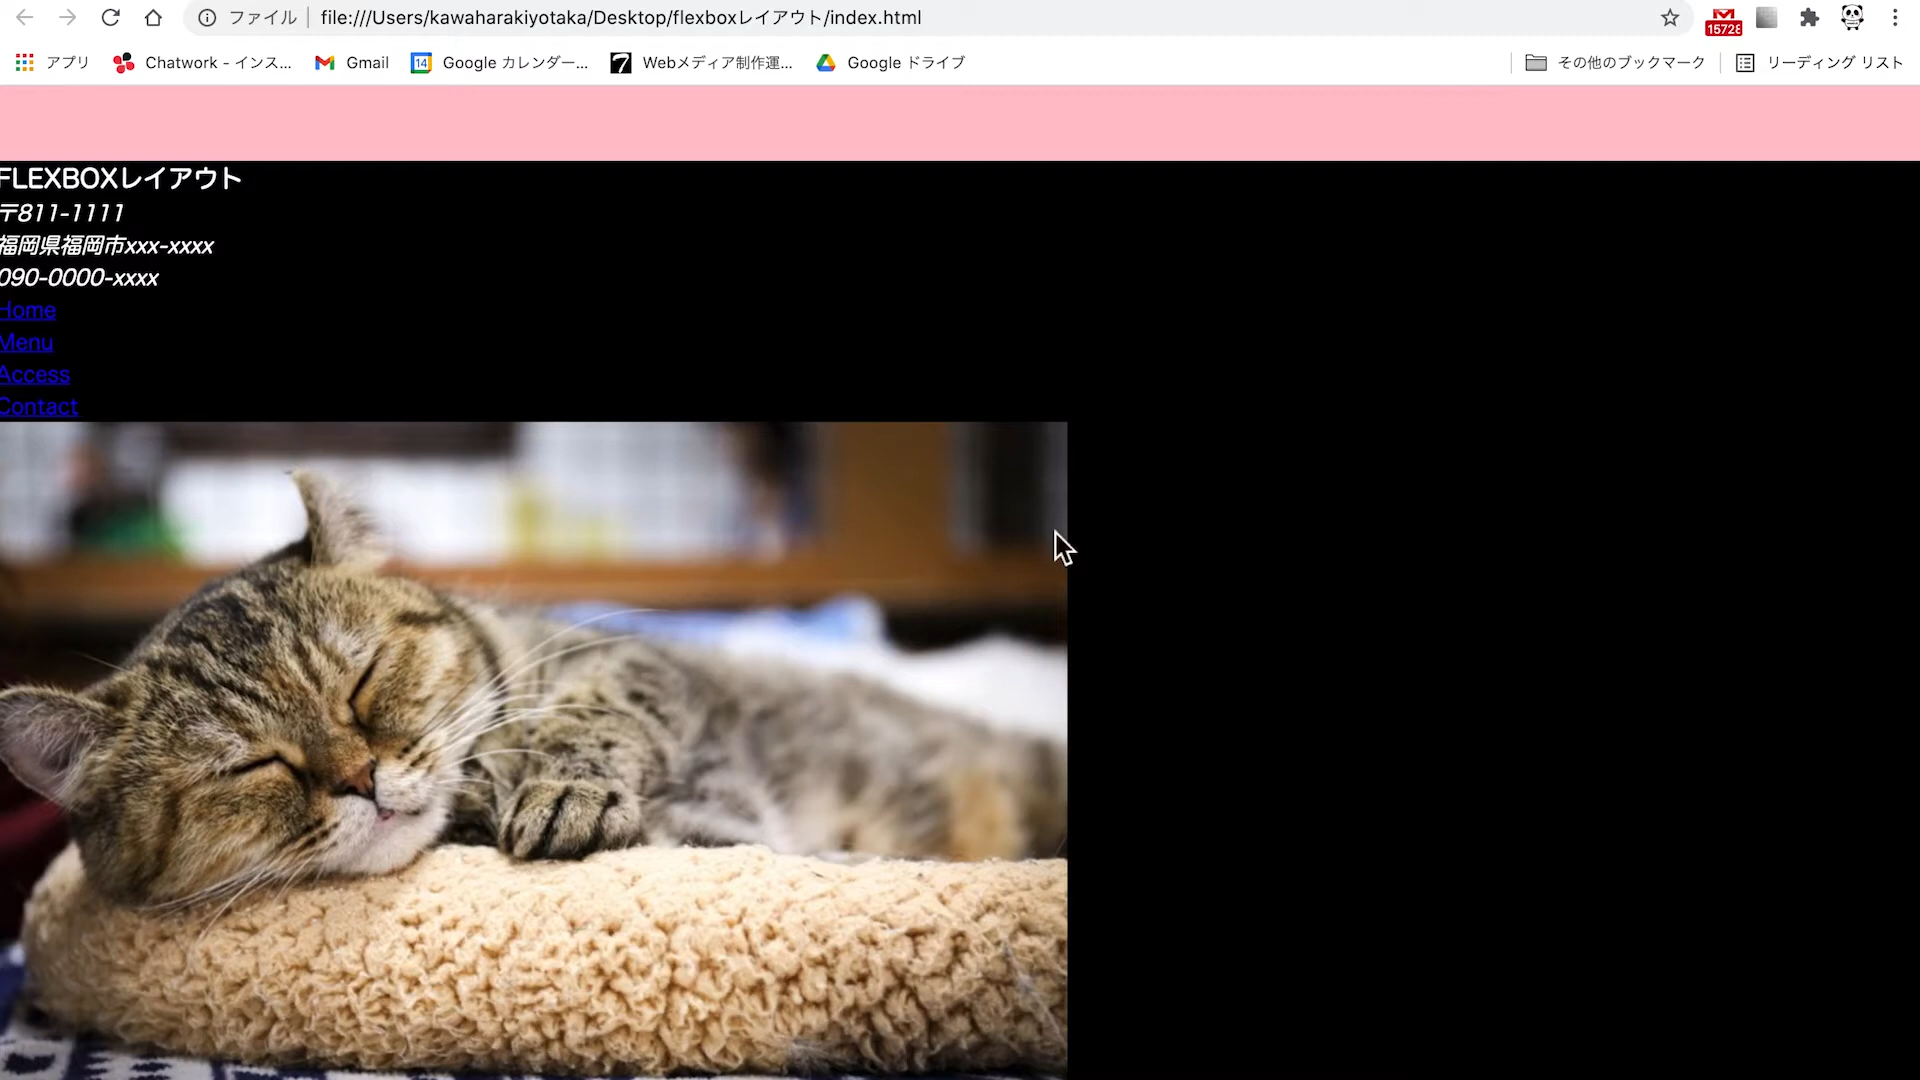 ファイル file:///Users/kawaharakiyotaka/Desktop/flexboxレイアウト/index.html
15728
アプリ Chatwork - インス... Gmail 14 Google カレンダー... Webメディア制作運... Google ドライブ その他のブックマーク リーディング リスト
FLEXBOXレイアウト
〒811-1111
福岡県福岡市xxx-xxxx
090-0000-xxxx
Home
Menu
Access
Contact